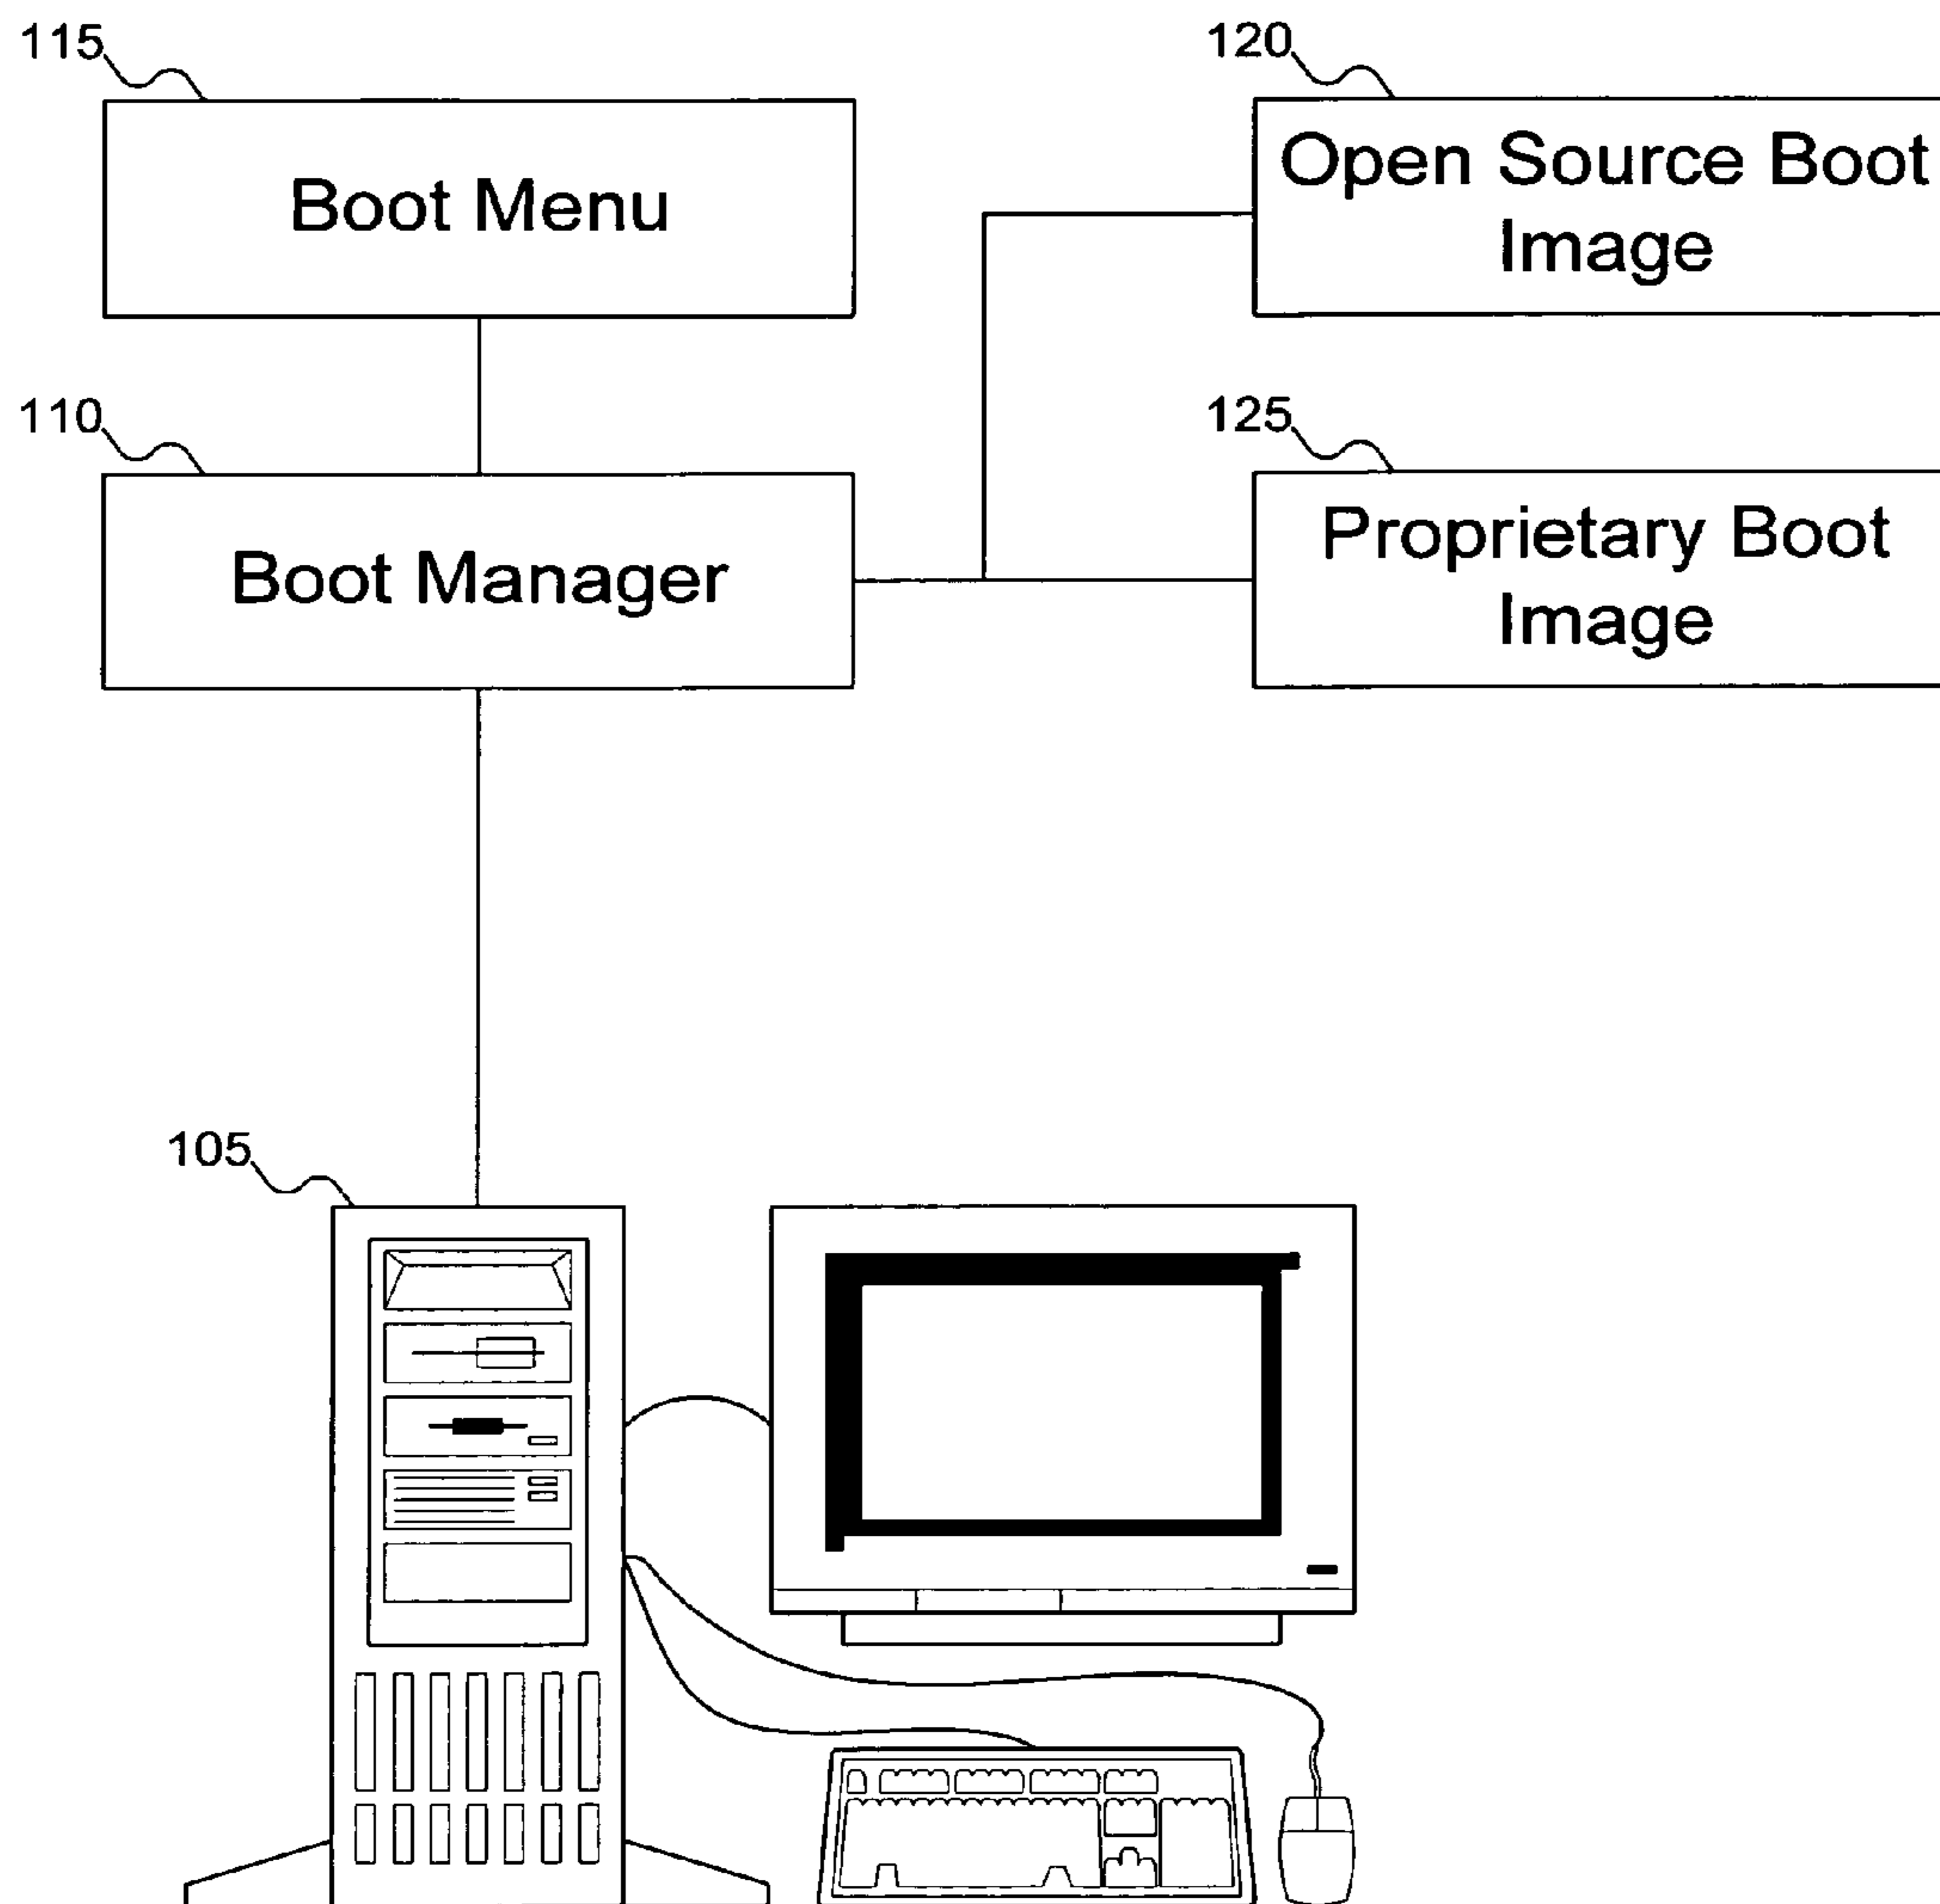 115
Boot Menu
120
Open Source Boot
Image
110
Boot Manager
125
Proprietary Boot
Image
105